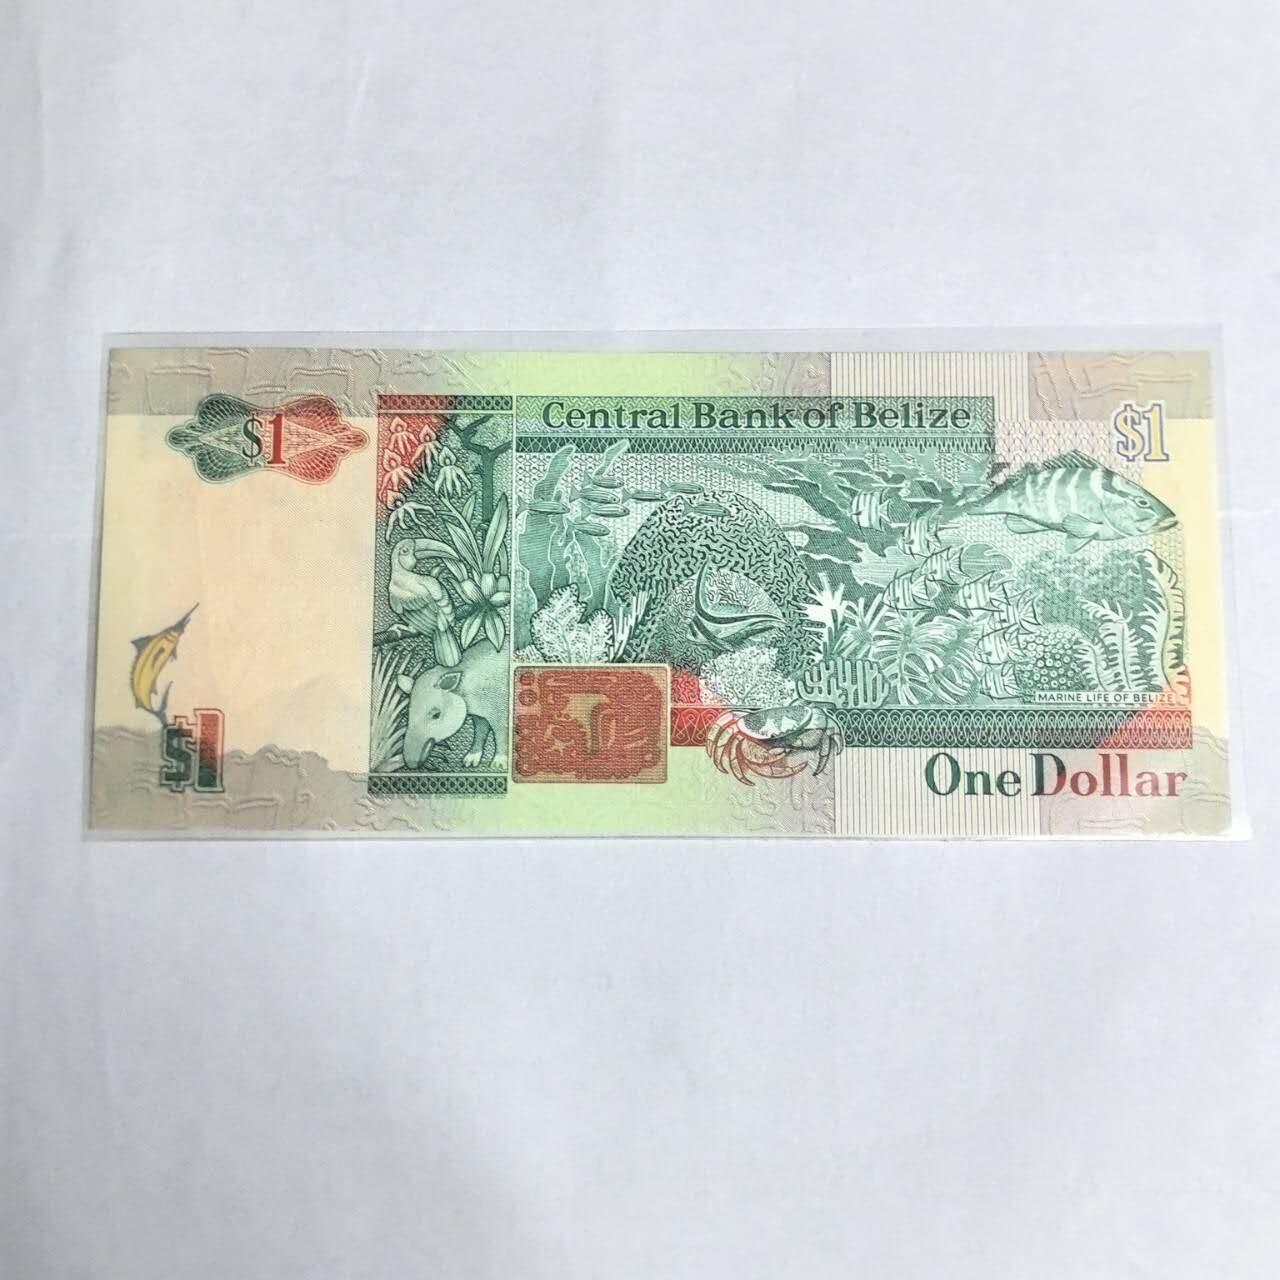 Central Bank of Belize
$1
$1
$1
MARINE LIFE OF BELIZE
One Dollar